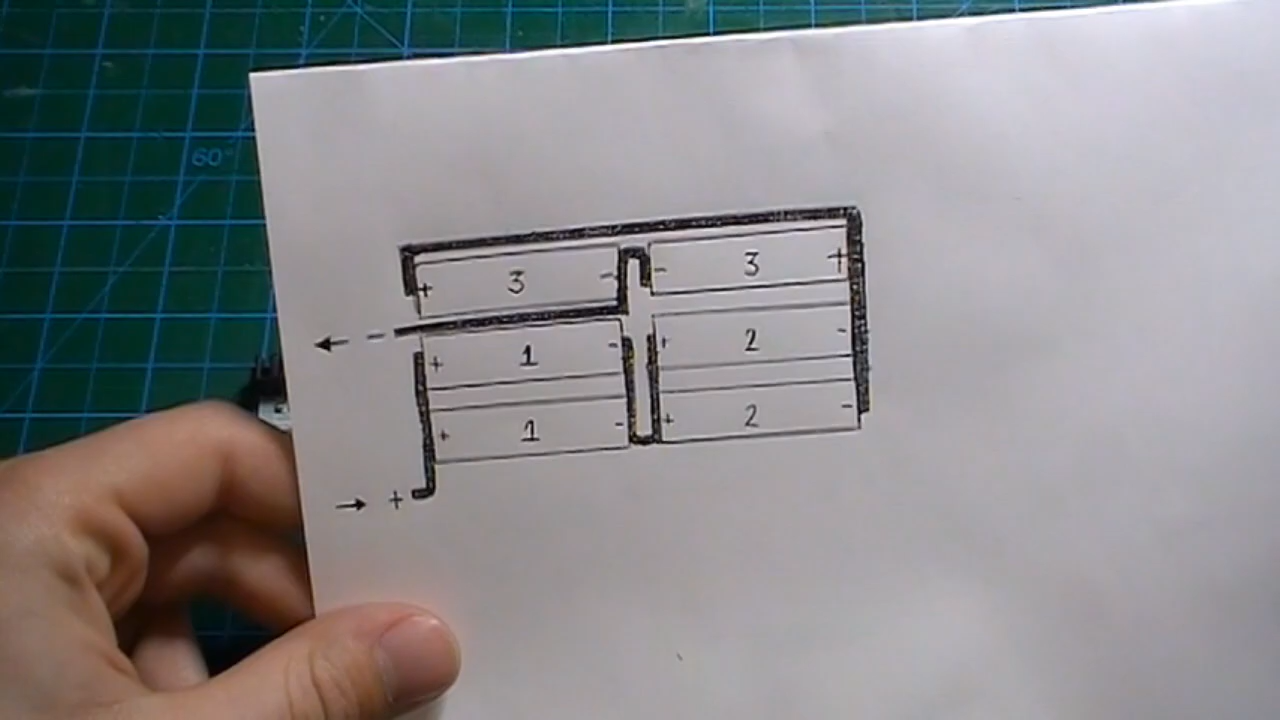 60°
+ 3 - - 3 +
← - + 1 - + 2 -
+ 1 - + 2 -
→ +